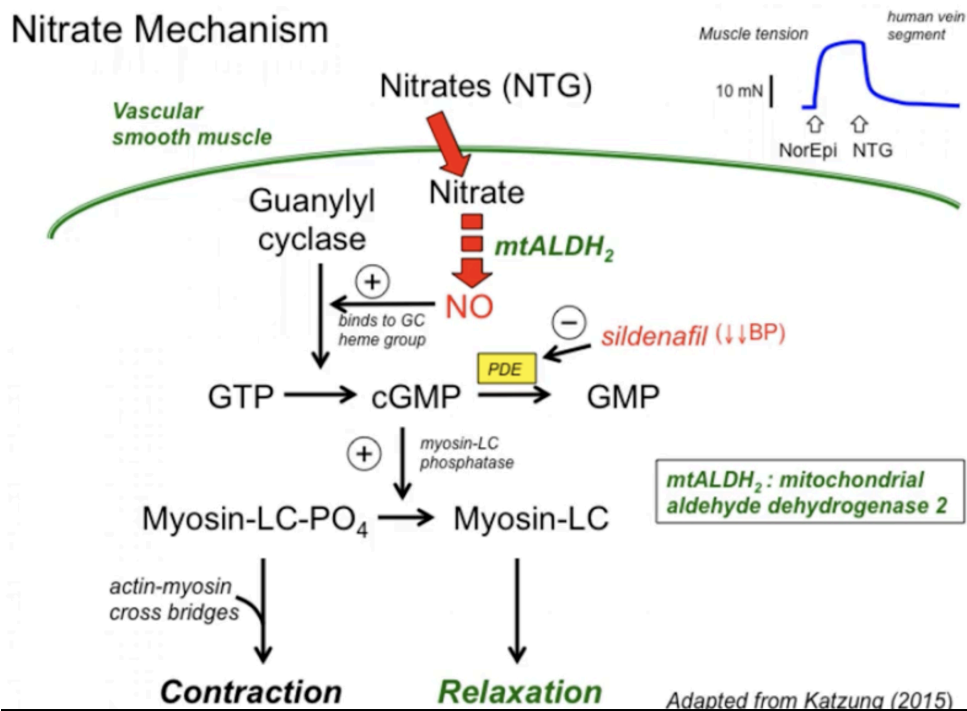 Nitrate Mechanism
human vein
segment
Muscle tension
10 mN
NorEpi NTG
Nitrates (NTG)
Vascular
smooth muscle
Guanylyl
cyclase
Nitrate
mtALDH2
+
NO
binds to GC
heme group
−
sildenafil (↓↓BP)
PDE
GTP cGMP GMP
+
myosin-LC
phosphatase
mtALDH2 : mitochondrial
aldehyde dehydrogenase 2
Myosin-LC-PO4 Myosin-LC
actin-myosin
cross bridges
Contraction Relaxation
Adapted from Katzung (2015)